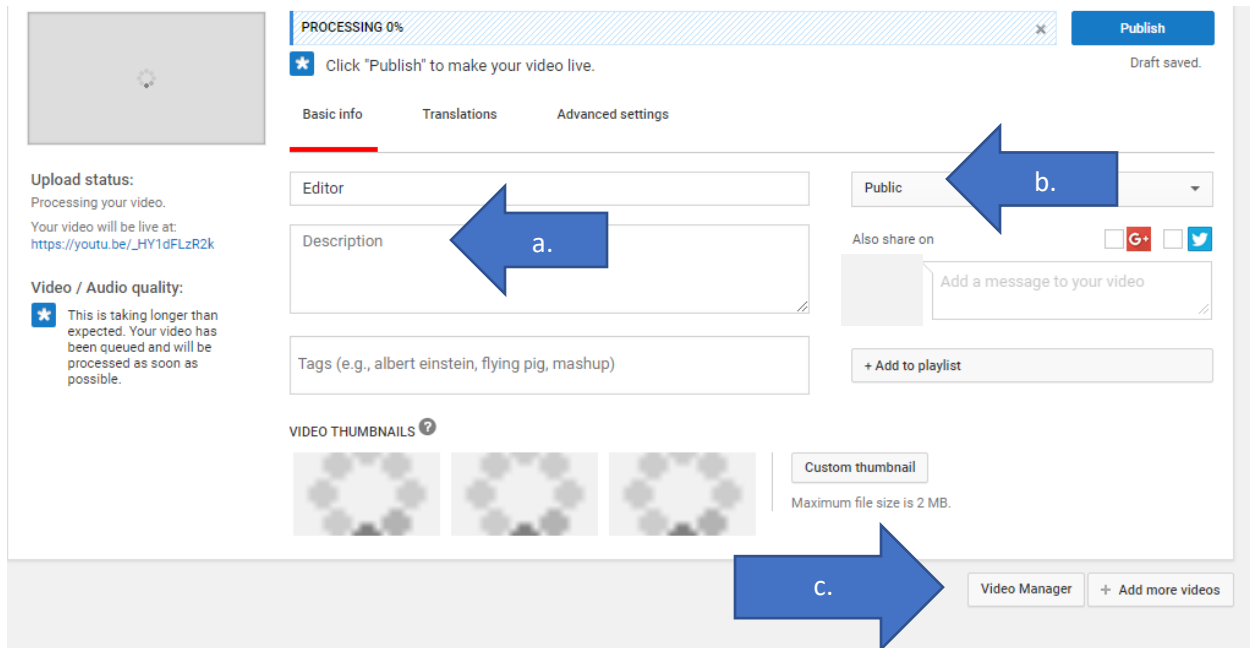 PROCESSING 0% ×
Publish
Click "Publish" to make your video live.
Draft saved.
Basic info Translations Advanced settings
Upload status:
Processing your video.
Your video will be live at:
https://youtu.be/_HY1dFLzR2k
Video / Audio quality:
This is taking longer than
expected. Your video has
been queued and will be
processed as soon as
possible.
Editor
Description
a.
Tags (e.g., albert einstein, flying pig, mashup)
Public
b.
Also share on
G+
Add a message to your video
+ Add to playlist
VIDEO THUMBNAILS ?
Custom thumbnail
Maximum file size is 2 MB.
c.
Video Manager
+ Add more videos